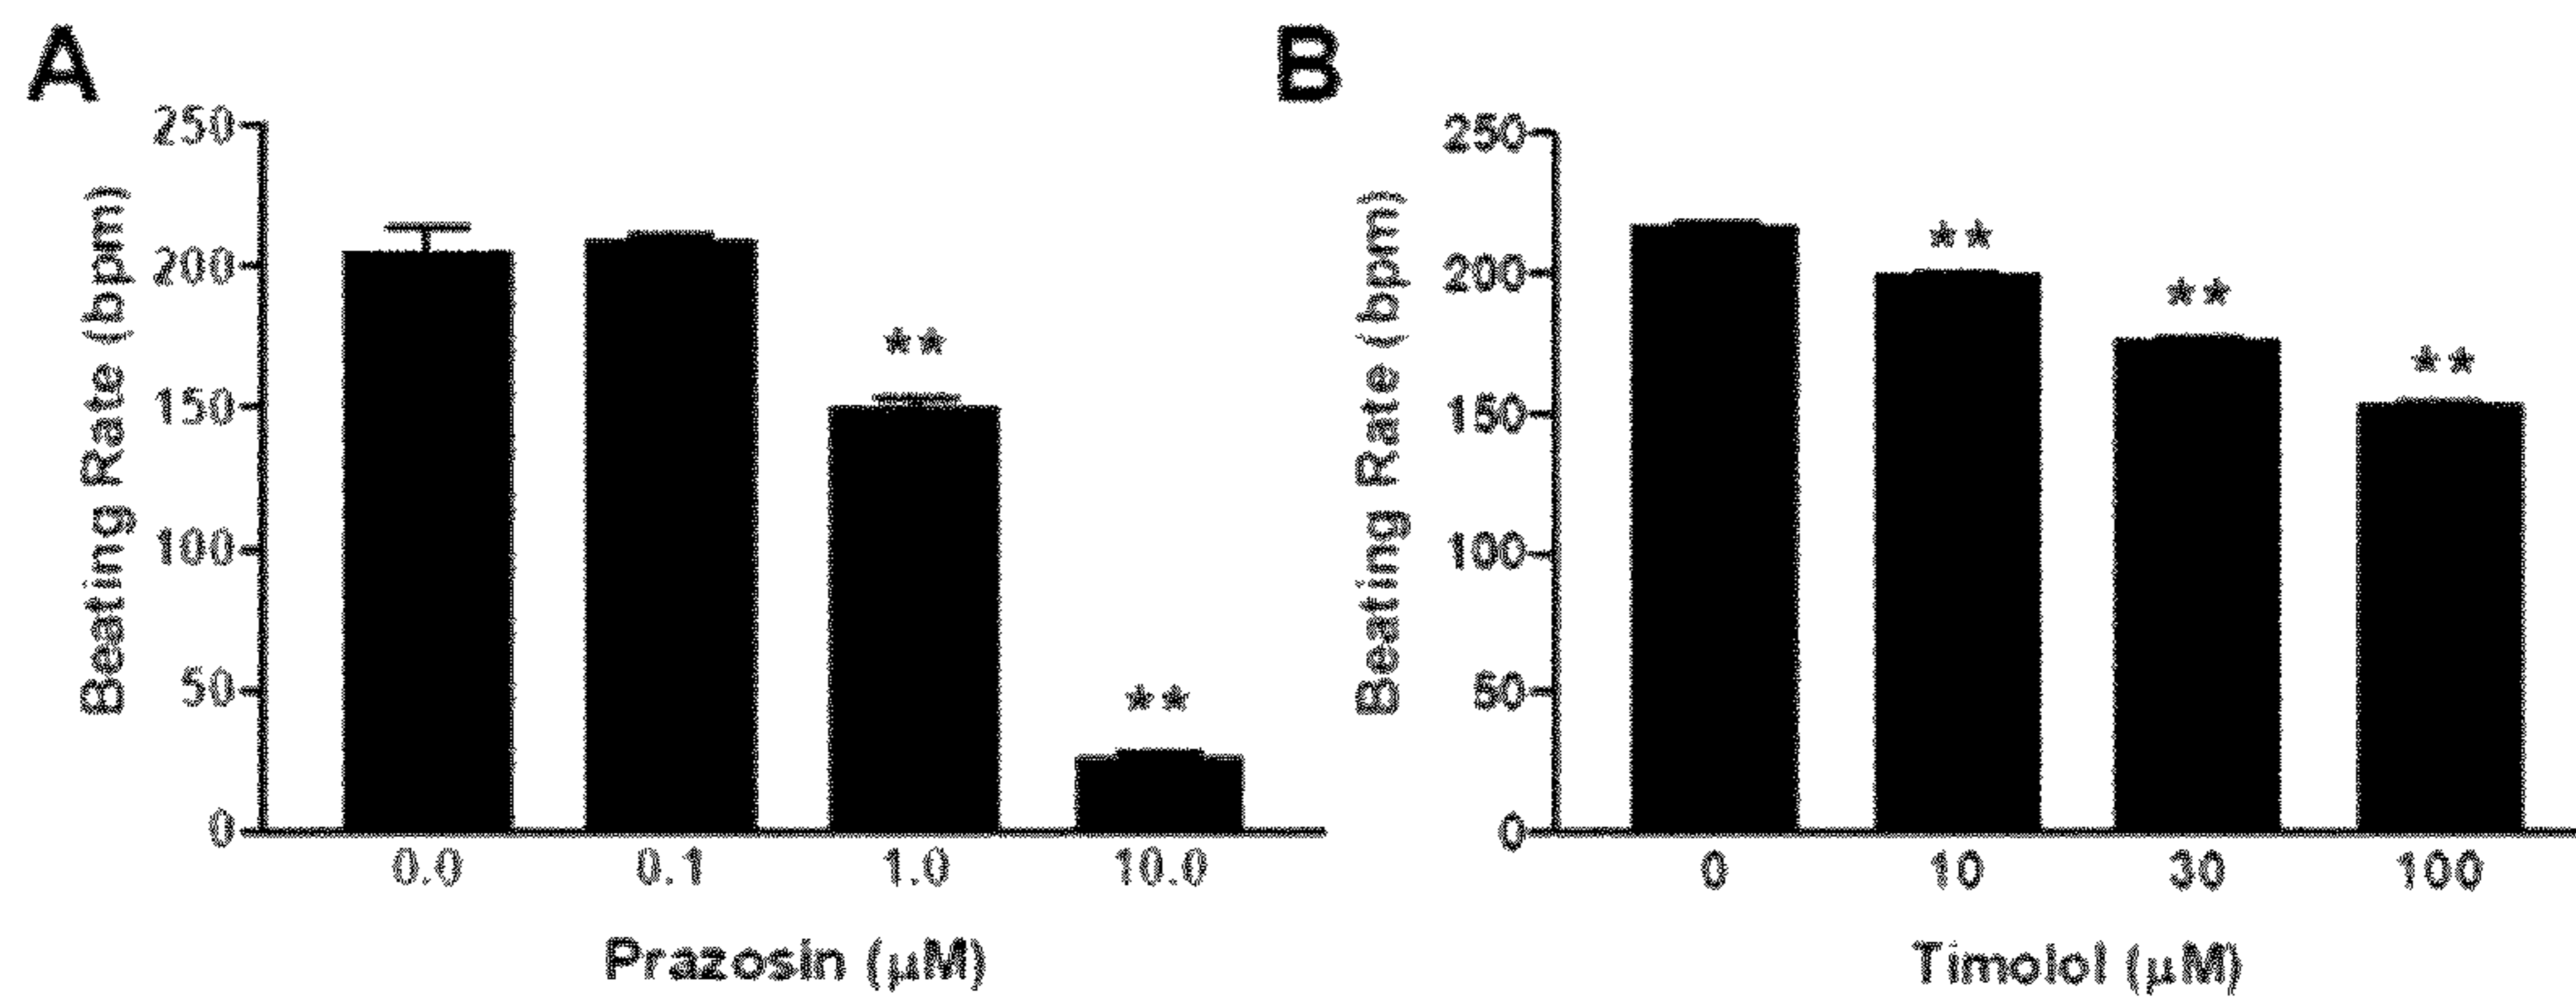 A
250
200
150
100
50
0
Beating Rate (bpm)
**
**
0.0 0.1 1.0 10.0
Prazosin (μM)
B
250
200
150
100
50
0
Beating Rate (bpm)
**
**
**
0 10 30 100
Timolol (μM)